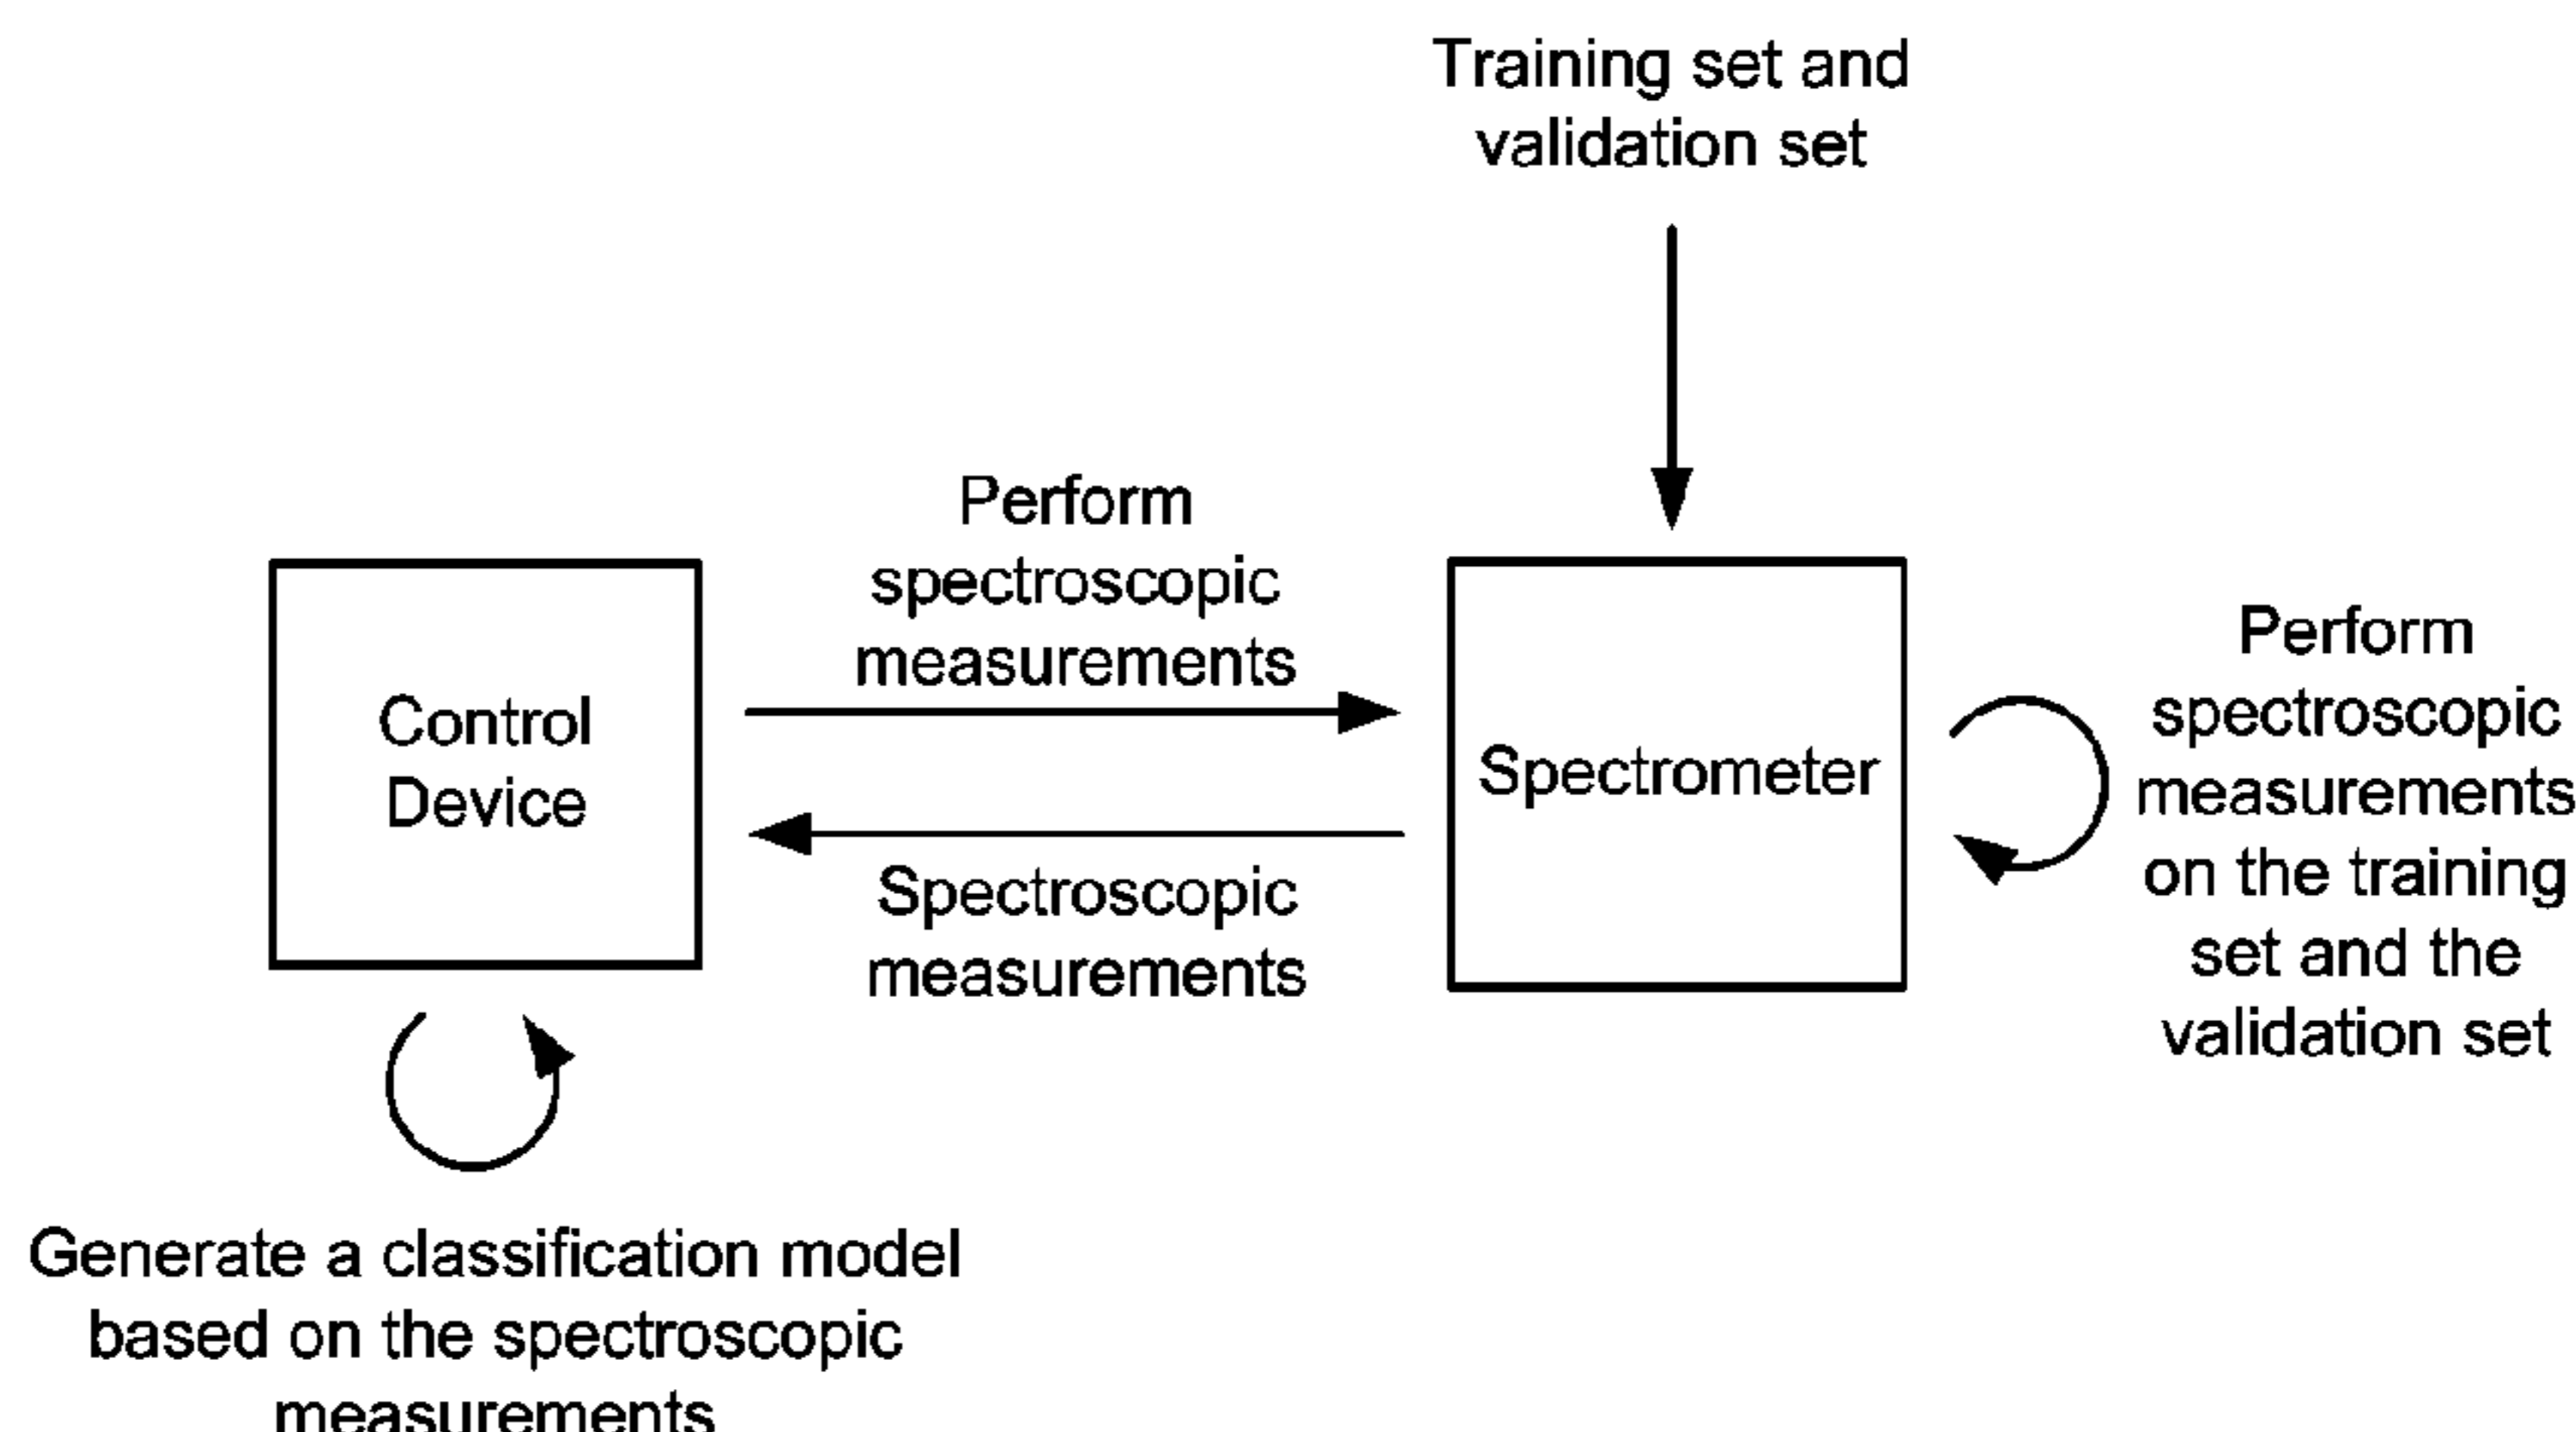 Training set and
validation set
Perform
spectroscopic
measurements
Control
Device
Spectrometer
Spectroscopic
measurements
Perform
spectroscopic
measurements
on the training
set and the
validation set
Generate a classification model
based on the spectroscopic
measurements